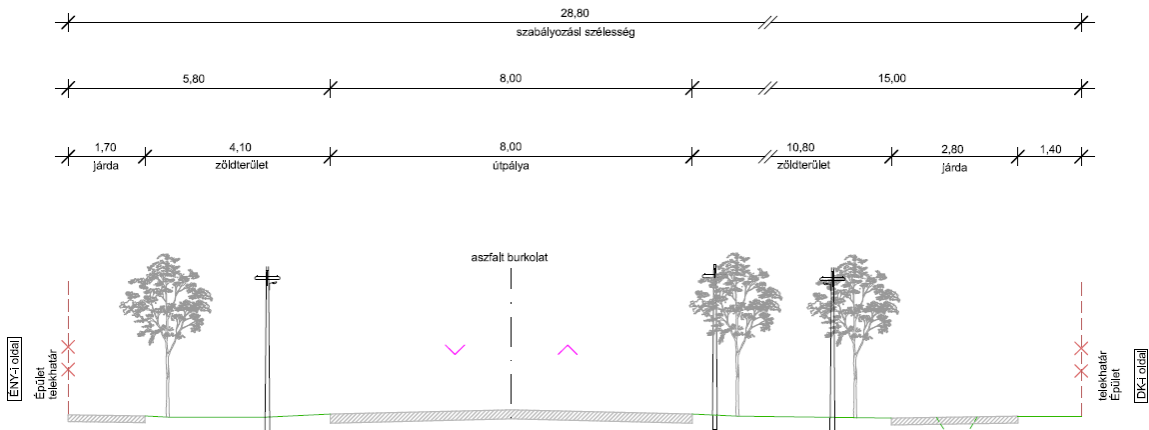 28,80
szabályozási szélesség
5,80
8,00
15,00
1,70
4,10
8,00
10,80
2,80
1,40
járda
zöldterület
útpálya
zöldterület
járda
aszfalt burkolat
ÉNY-i oldal
Épület
telekhatár
telekhatár
Épület
DK-i oldal